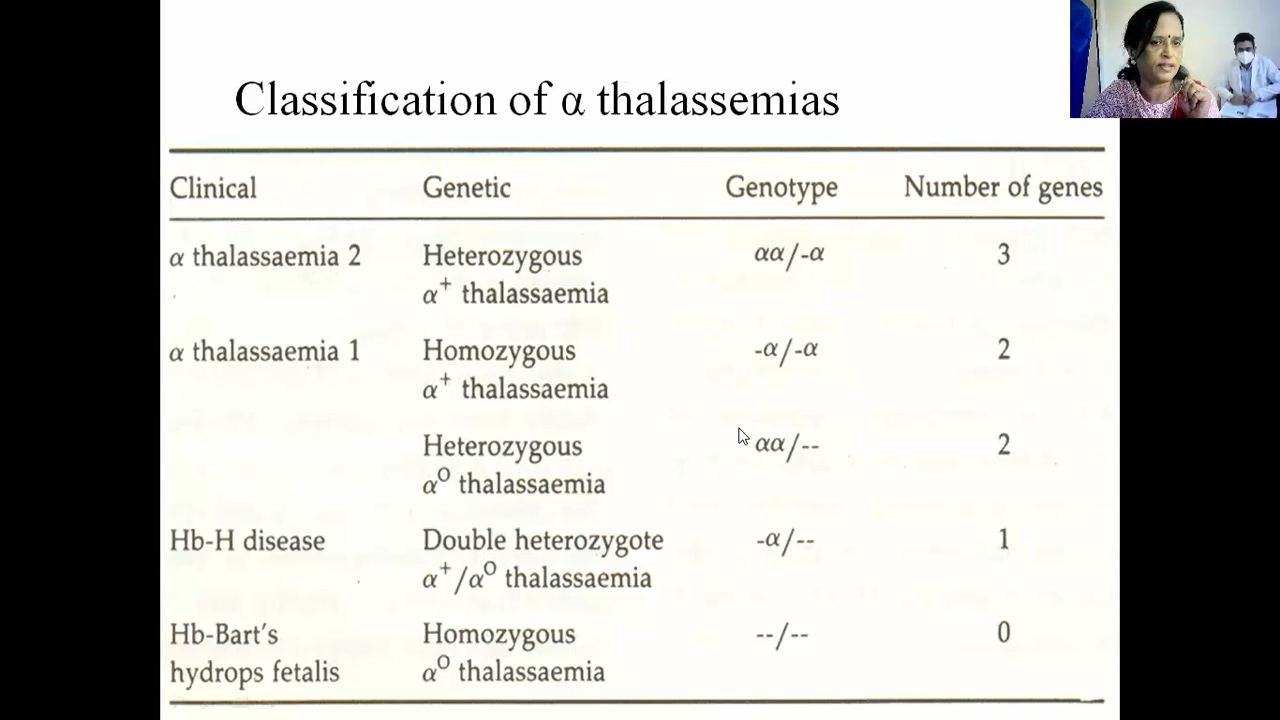 Classification of α thalassemias
Clinical Genetic Genotype Number of genes
α thalassaemia 2 Heterozygous αα/-α 3
α⁺ thalassaemia
α thalassaemia 1 Homozygous -α/-α 2
α⁺ thalassaemia
Heterozygous αα/-- 2
α⁰ thalassaemia
Hb-H disease Double heterozygote -α/-- 1
α⁺/α⁰ thalassaemia
Hb-Bart's Homozygous --/-- 0
hydrops fetalis α⁰ thalassaemia